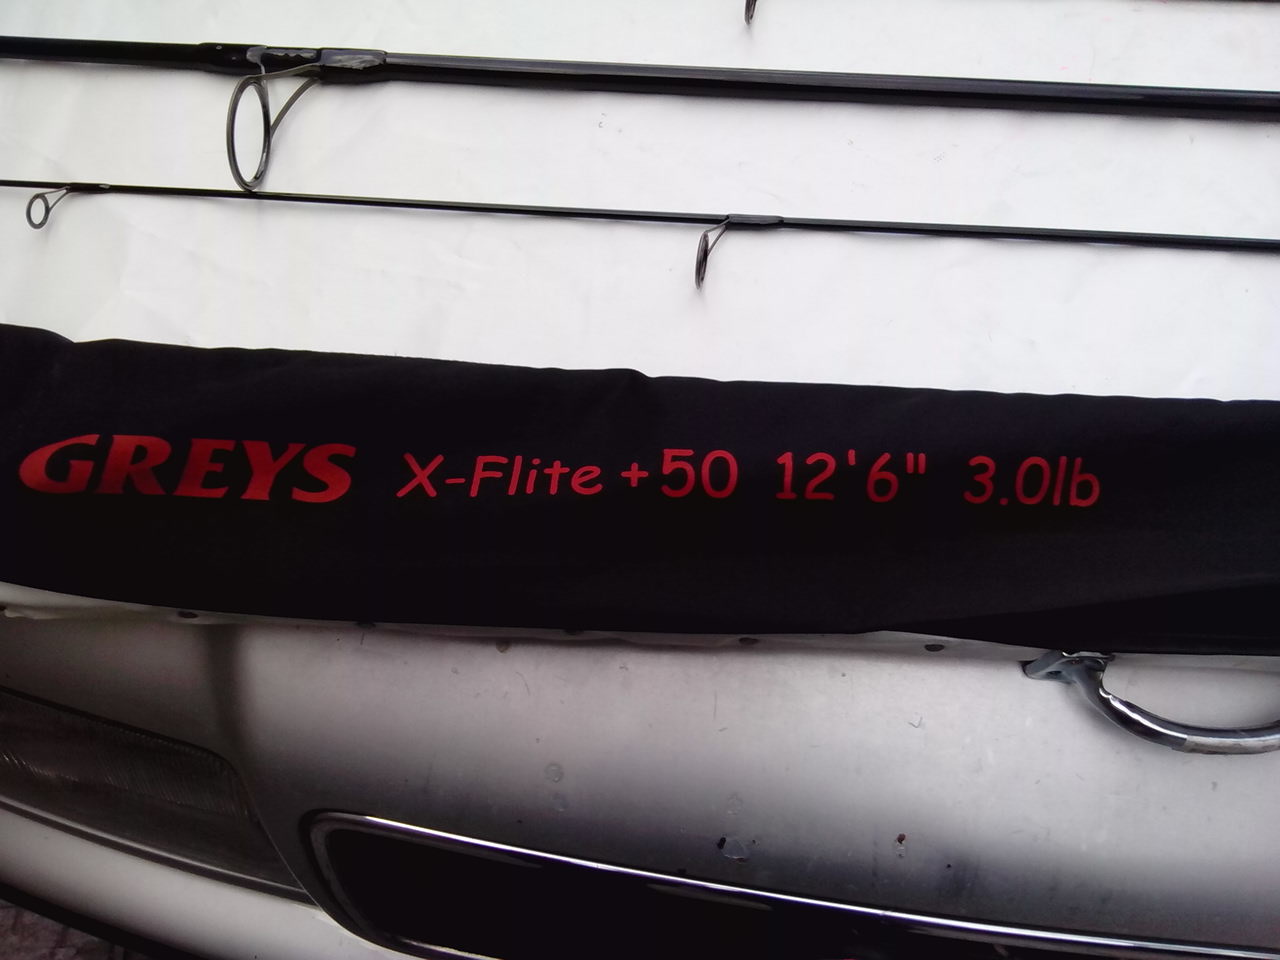 GREYS X-Flite +50 12'6" 3.0lb